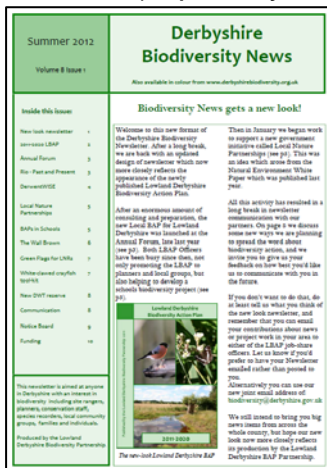 Summer 2012
Volume 8 Issue 1
Derbyshire
Biodiversity News
Also available in colour from www.derbyshirebiodiversity.org.uk
Inside this issue:
New look newsletter 1
2011-2020 LBAP 2
Annual Forum 3
Rio - Past and Present 3
DerwentWISE 4
Local Nature
Partnerships 5
BAPs in Schools 5
The Wall Brown 6
Green Flags for LNRs 7
White-clawed crayfish
toolkit 7
New DWT reserve 8
Communication 8
Notice Board 9
Funding 10
This newsletter is aimed at anyone
in Derbyshire with an interest in
biodiversity including site rangers,
planners, conservation staff,
species recorders, local community
groups, families and individuals.
Produced by the Lowland
Derbyshire Biodiversity Partnership.
Biodiversity News gets a new look!
Welcome to this new format of
the Derbyshire Biodiversity
Newsletter. After a long break,
we are back with an updated
design of newsletter which now
more closely reflects the
appearance of the newly
published Lowland Derbyshire
Biodiversity Action Plan.
After an enormous amount of
consulting and preparation, the
new Local BAP for Lowland
Derbyshire was launched at the
Annual Forum, late last year
(see p2). Both LBAP Officers
have been busy since then, not
only promoting the LBAP to
planners and local groups, but
also helping to develop a
schools biodiversity project (see
p5).
Lowland Derbyshire
Biodiversity Action Plan
2011-2020
The new-look Lowland Derbyshire BAP
Then in January we began work
to support a new government
initiative called Local Nature
Partnerships (see p5). This was
an idea which arose from the
Natural Environment White
Paper which was published last
year.
All this activity has resulted in a
long break in newsletter
communication with our
partners. On page 8 we discuss
some new ways we are planning
to spread the word about
biodiversity action, and we
invite you to give us your
feedback on how best you'd like
us to communicate with you in
the future.
If you don't want to do that, do
at least tell us what you think of
the new look newsletter, and
remember that you can email
your contributions about news
or project work in your area to
either of the LBAP job-share
officers. Let us know if you'd
prefer to have your Newsletter
emailed rather than posted to
you.
Alternatively you can use our
new joint email address:
biodiversity@derbyshire.gov.uk
We still intend to bring you big
news items from across the
whole county, but hope our new
look now more closely reflects
its production by the Lowland
Derbyshire BAP Partnership.